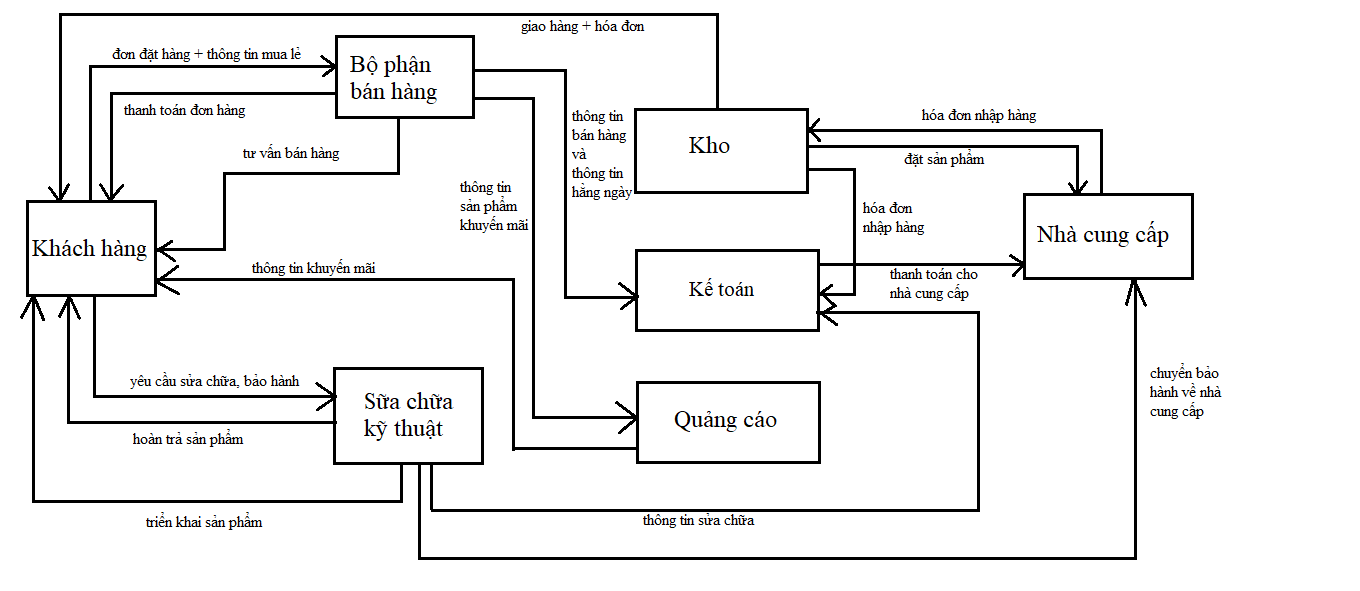 giao hàng + hóa đơn
đơn đặt hàng + thông tin mua lẻ
Bộ phận
bán hàng
thanh toán đơn hàng
tư vấn bán hàng
thông tin
bán hàng
và
thông tin
hằng ngày
Kho
hóa đơn nhập hàng
đặt sản phẩm
thông tin
sản phẩm
khuyến mãi
hóa đơn
nhập hàng
Khách hàng
Nhà cung cấp
thông tin khuyến mãi
Kế toán
thanh toán cho
nhà cung cấp
yêu cầu sửa chữa, bảo hành
Sữa chữa
kỹ thuật
hoàn trả sản phẩm
Quảng cáo
chuyển bảo
hành về nhà
cung cấp
triển khai sản phẩm
thông tin sửa chữa